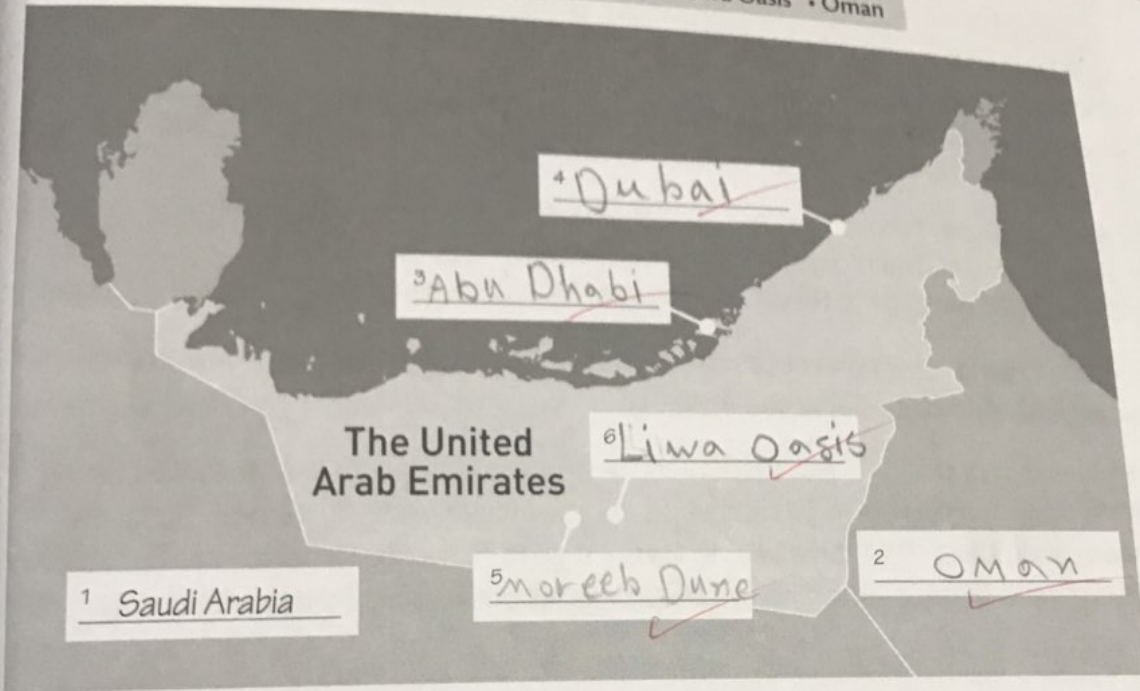 Oasis • Oman
4 Dubai
3 Abu Dhabi
The United
Arab Emirates
6 Liwa Oasis
5 moreeb Dune
2 Oman
1 Saudi Arabia